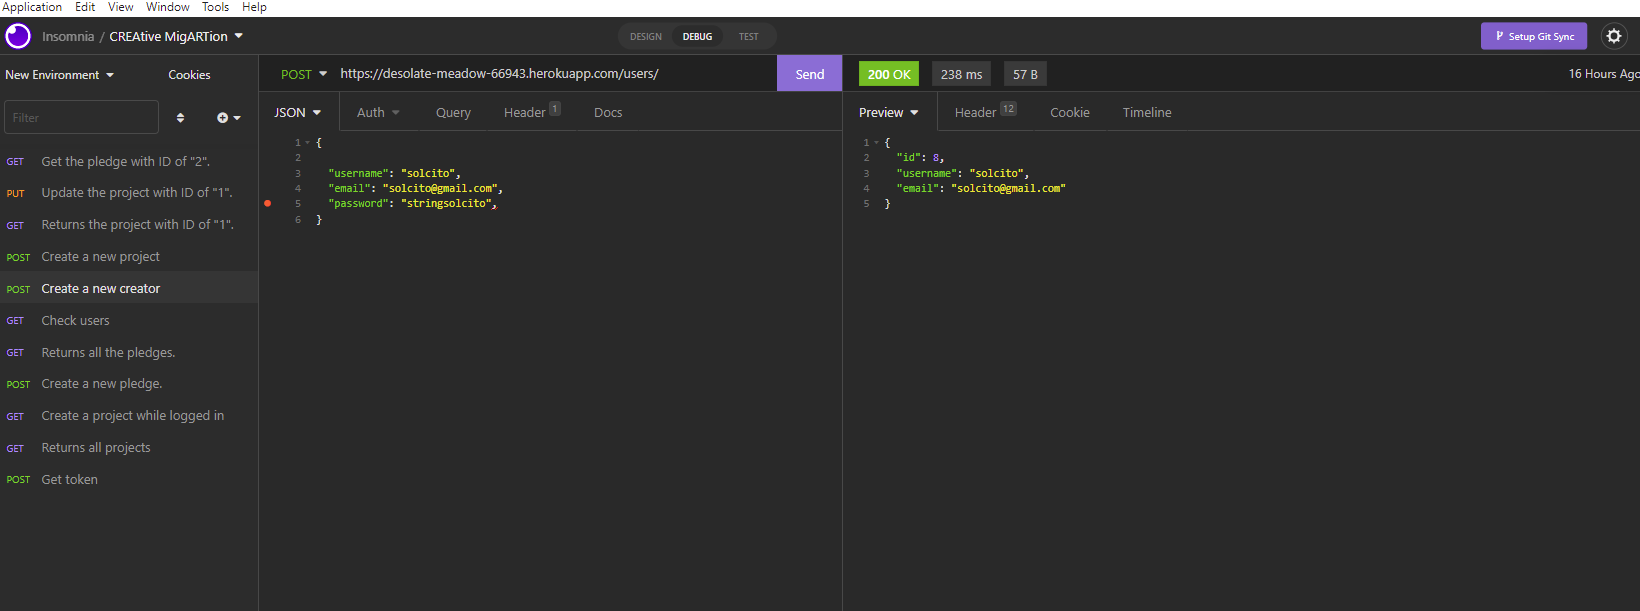 Application Edit View Window Tools Help
Insomnia / CREAtive MigARTion
DESIGN DEBUG TEST
Setup Git Sync
New Environment Cookies
POST https://desolate-meadow-66943.herokuapp.com/users/ Send
200 OK 238 ms 57 B 16 Hours Ago
Filter
JSON Auth Query Header 1 Docs
Preview Header 12 Cookie Timeline
GET Get the pledge with ID of "2".
PUT Update the project with ID of "1".
GET Returns the project with ID of "1".
POST Create a new project
POST Create a new creator
GET Check users
GET Returns all the pledges.
POST Create a new pledge.
GET Create a project while logged in
GET Returns all projects
POST Get token
1 {
2
3 "username": "solcito",
4 "email": "solcito@gmail.com",
5 "password": "stringsolcito",
6 }
1 {
2 "id": 8,
3 "username": "solcito",
4 "email": "solcito@gmail.com"
5 }